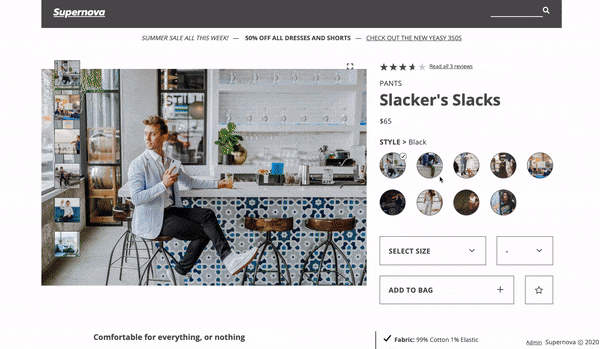 Supernova
SUMMER SALE ALL THIS WEEK! — 50% OFF ALL DRESSES AND SHORTS — CHECK OUT THE NEW YEASY 350S
Read all 3 reviews
PANTS
Slacker's Slacks
$65
STYLE > Black
SELECT SIZE
-
ADD TO BAG +
Comfortable for everything, or nothing
Fabric: 99% Cotton 1% Elastic
Admin Supernova © 2020